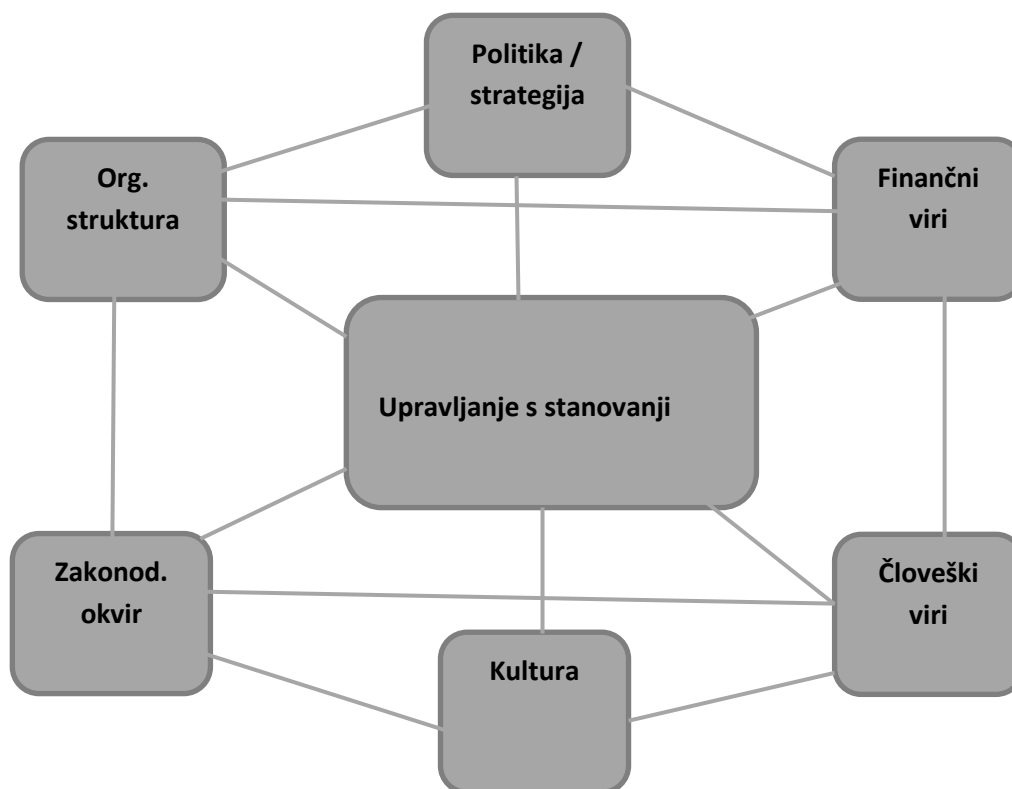 Politika /
strategija
Org.
struktura
Finančni
viri
Upravljanje s stanovanji
Zakonod.
okvir
Človeški
viri
Kultura